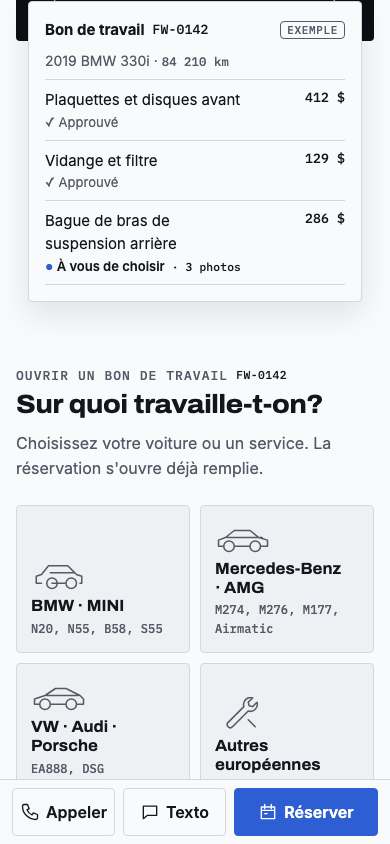 Bon de travail FW-0142 EXEMPLE
2019 BMW 330i · 84 210 km
Plaquettes et disques avant 412 $
✓ Approuvé
Vidange et filtre 129 $
✓ Approuvé
Bague de bras de 286 $
suspension arrière
À vous de choisir · 3 photos
OUVRIR UN BON DE TRAVAIL FW-0142
Sur quoi travaille-t-on?
Choisissez votre voiture ou un service. La
réservation s'ouvre déjà remplie.
BMW · MINI
N20, N55, B58, S55
Mercedes-Benz
· AMG
M274, M276, M177,
Airmatic
VW · Audi ·
Porsche
EA888, DSG
Autres
européennes
Appeler Texto Réserver